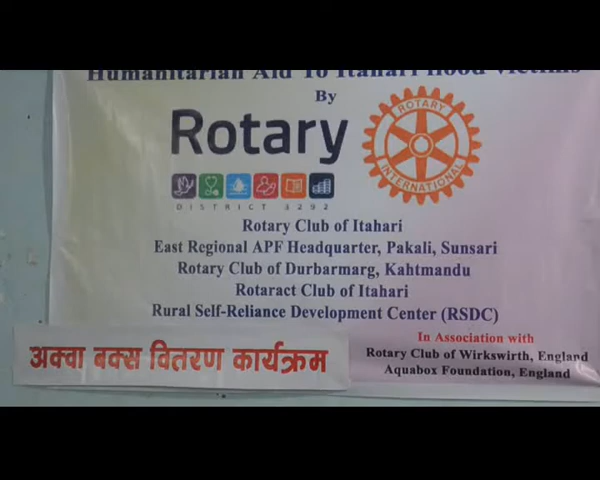 Humanitarian Aid To Itahari flood Victims
By
Rotary
ROTARY
INTERNATIONAL
DISTRICT 3292
Rotary Club of Itahari
East Regional APF Headquarter, Pakali, Sunsari
Rotary Club of Durbarmarg, Kahtmandu
Rotaract Club of Itahari
Rural Self-Reliance Development Center (RSDC)
In Association with
Rotary Club of Wirkswirth, England
Aquabox Foundation, England
अक्वा बक्स वितरण कार्यक्रम